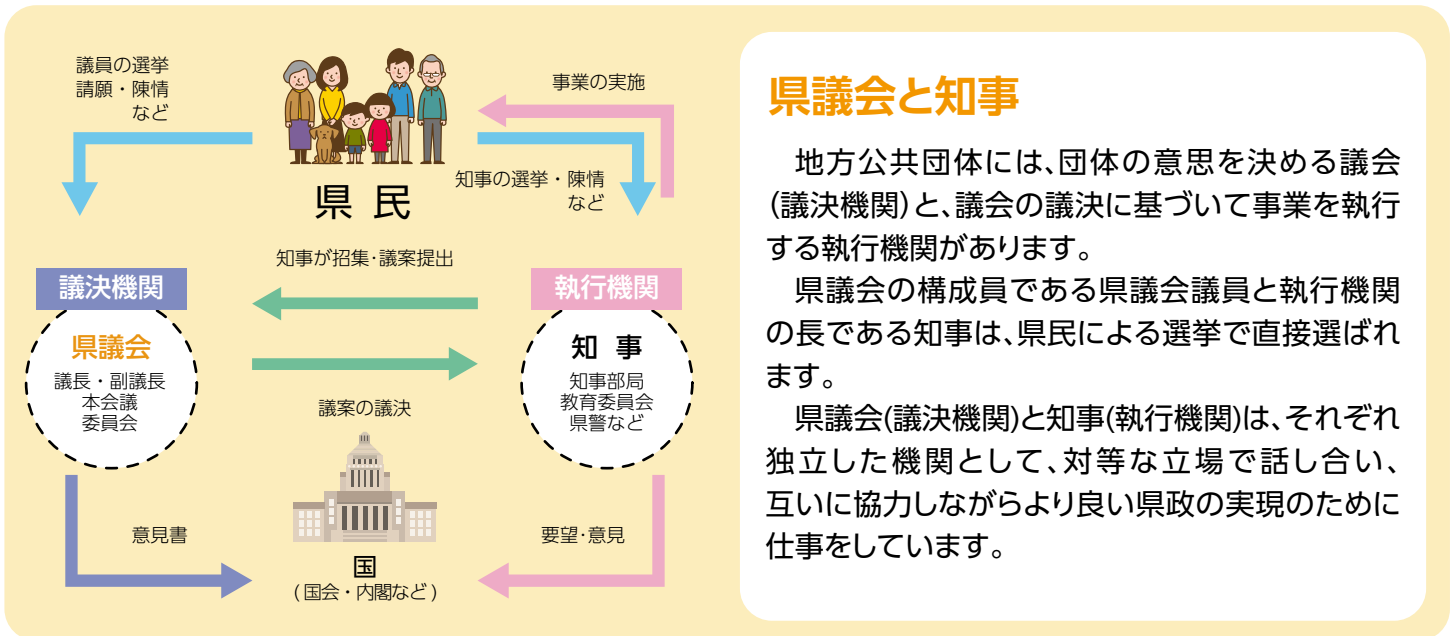 議員の選挙
請願・陳情
など
事業の実施
県民
知事の選挙・陳情
など
知事が招集・議案提出
議決機関
執行機関
県議会
議長・副議長
本会議
委員会
知事
知事部局
教育委員会
県警など
議案の議決
意見書
要望・意見
国
(国会・内閣など)
県議会と知事
地方公共団体には、団体の意思を決める議会
(議決機関)と、議会の議決に基づいて事業を執行
する執行機関があります。
県議会の構成員である県議会議員と執行機関
の長である知事は、県民による選挙で直接選ばれ
ます。
県議会(議決機関)と知事(執行機関)は、それぞれ
独立した機関として、対等な立場で話し合い、
互いに協力しながらより良い県政の実現のために
仕事をしています。